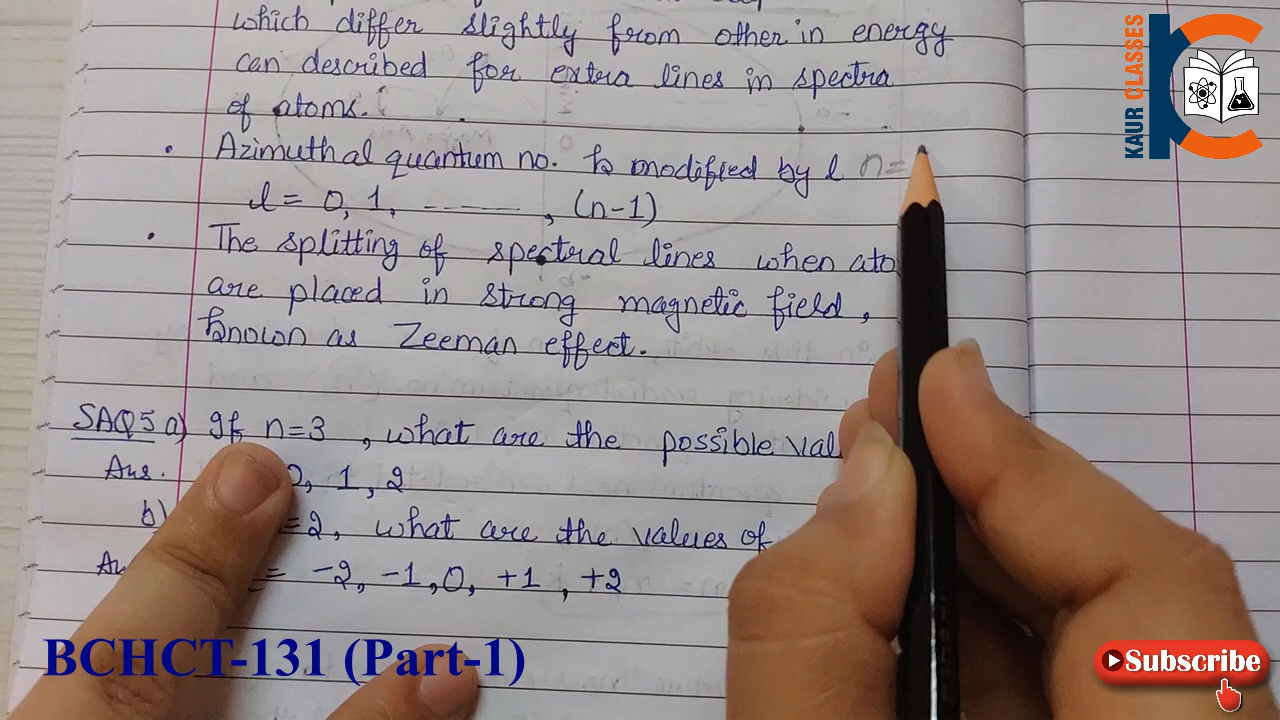 which differ slightly from other in energy
can described for extra lines in spectra
of atoms.
• Azimuthal quantum no. is modified by l n=
l = 0, 1, ------, (n-1)
• The splitting of spectral lines when ato
are placed in strong magnetic field,
known as Zeeman effect.
SAQ5 a) If n=3, what are the possible val
Ans. 0, 1, 2
b) =2, what are the values of
An = -2, -1, 0, +1, +2
BCHCT-131 (Part-1)
KAUR CLASSES
Subscribe